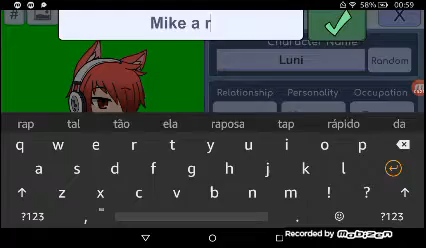 58% 00:59
Mike a r
X
Character Name
Luni
Random
Relationship Personality Occupation
rap tal tão ela raposa tap rápido da
q w e r t y u i o p
a s d f g h j k l
z x c v b n m ! ?
?123 , . ?123
Recorded by Mobizen